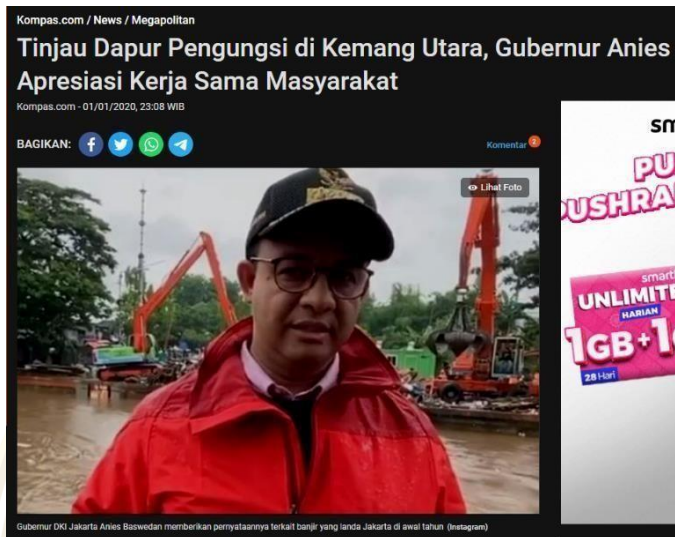 Kompas.com / News / Megapolitan
Tinjau Dapur Pengungsi di Kemang Utara, Gubernur Anies
Apresiasi Kerja Sama Masyarakat
Kompas.com - 01/01/2020, 23:08 WIB
BAGIKAN:
Komentar 2
Lihat Foto
Gubernur DKI Jakarta Anies Baswedan memberikan pernyataannya terkait banjir yang landa Jakarta di awal tahun (Instagram)
UNLIMITE
HARIAN
1GB+1
28 Hari